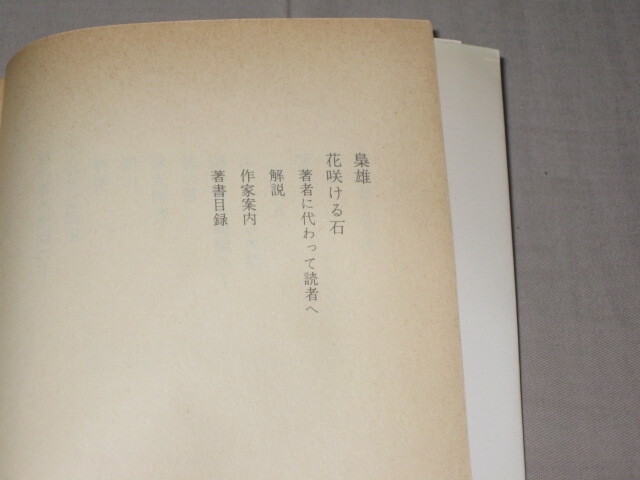 梟雄
花咲ける石
著者に代わって読者へ
解説
作家案内
著書目録